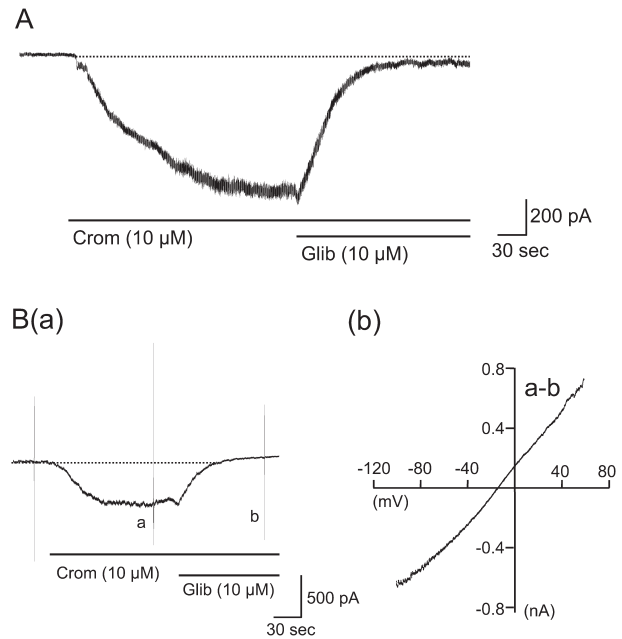 A
Crom (10 µM)
Glib (10 µM)
200 pA
30 sec
B(a)
a
b
Crom (10 µM)
Glib (10 µM)
500 pA
30 sec
(b)
0.8
a-b
0.4
-120 -80 -40 40 80
(mV)
-0.4
-0.8 (nA)